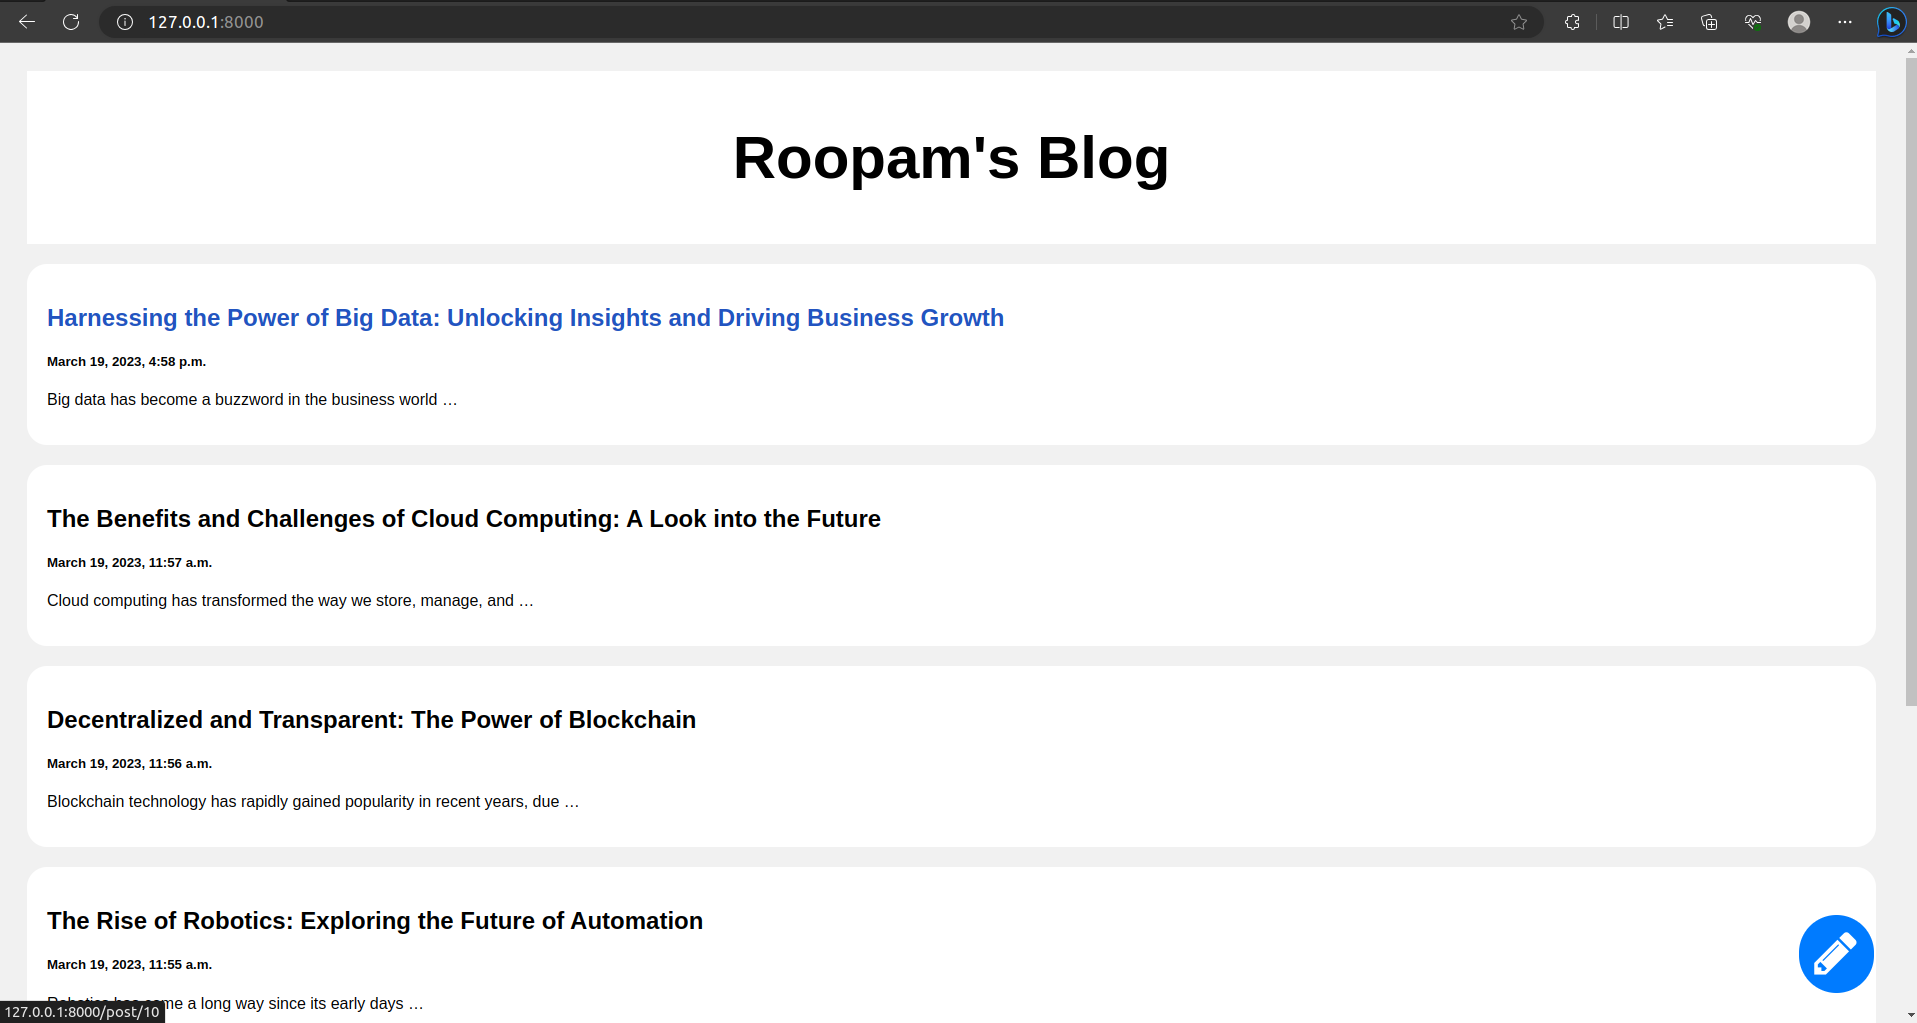 127.0.0.1:8000
Roopam's Blog
Harnessing the Power of Big Data: Unlocking Insights and Driving Business Growth
March 19, 2023, 4:58 p.m.
Big data has become a buzzword in the business world …
The Benefits and Challenges of Cloud Computing: A Look into the Future
March 19, 2023, 11:57 a.m.
Cloud computing has transformed the way we store, manage, and …
Decentralized and Transparent: The Power of Blockchain
March 19, 2023, 11:56 a.m.
Blockchain technology has rapidly gained popularity in recent years, due …
The Rise of Robotics: Exploring the Future of Automation
March 19, 2023, 11:55 a.m.
a long way since its early days …
127.0.0.1:8000/post/10